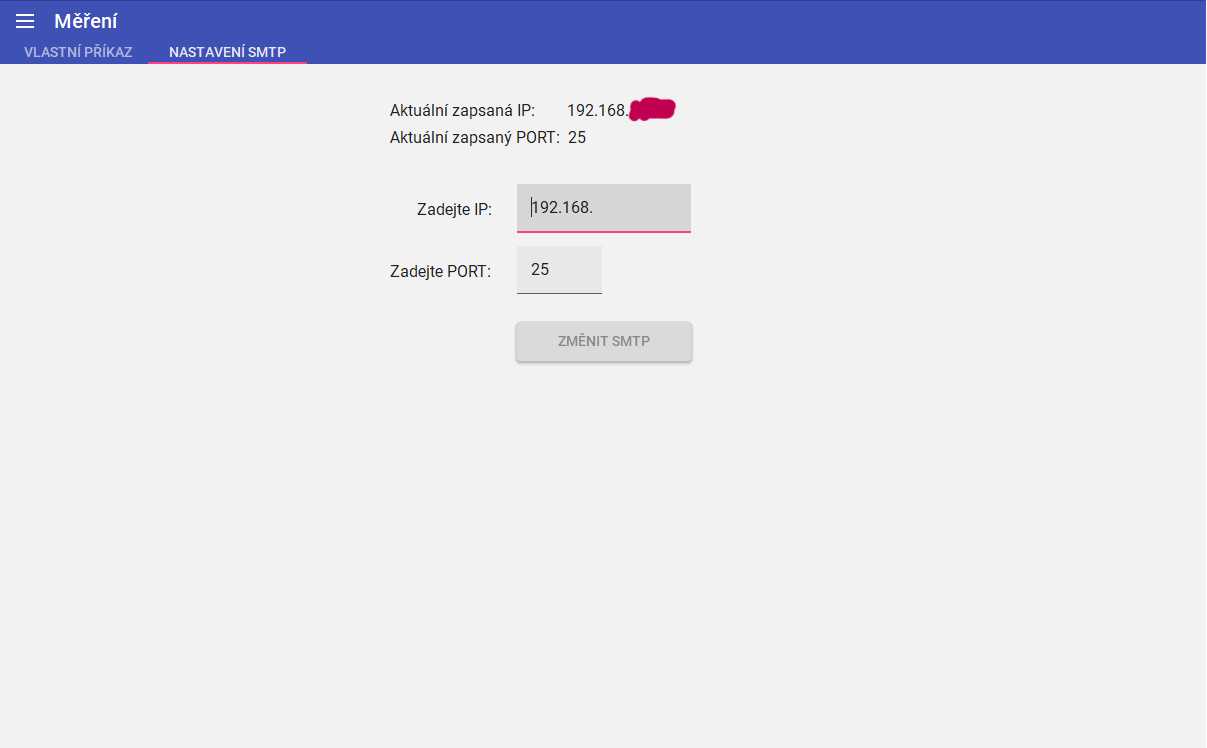 Měření
VLASTNÍ PŘÍKAZ NASTAVENÍ SMTP
Aktuální zapsaná IP: 192.168.
Aktuální zapsaný PORT: 25
Zadejte IP: 192.168.
Zadejte PORT: 25
ZMĚNIT SMTP